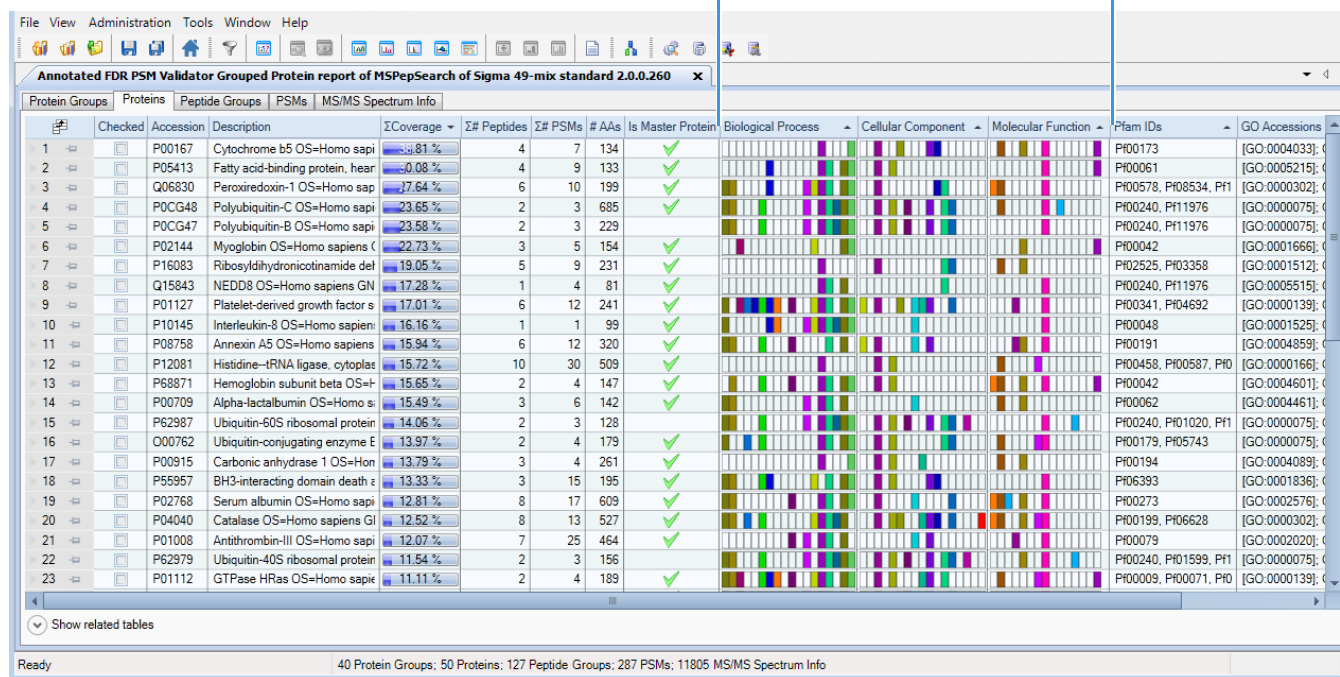 File View Administration Tools Window Help
Annotated FDR PSM Validator Grouped Protein report of MSPepSearch of Sigma 49-mix standard 2.0.0.260 x
Protein Groups Proteins Peptide Groups PSMs MS/MS Spectrum Info
Checked Accession Description ΣCoverage Σ# Peptides Σ# PSMs # AAs Is Master Protein Biological Process Cellular Component Molecular Function Pfam IDs GO Accessions
1 P00167 Cytochrome b5 OS=Homo sapi 38.81 % 4 7 134 Pf00173 [GO:0004033];
2 P05413 Fatty acid-binding protein, hear 30.08 % 4 9 133 Pf00061 [GO:0005215];
3 Q06830 Peroxiredoxin-1 OS=Homo sap 27.64 % 6 10 199 Pf00578, Pf08534, Pf1 [GO:0000302];
4 P0CG48 Polyubiquitin-C OS=Homo sapi 23.65 % 2 3 685 Pf00240, Pf11976 [GO:0000075];
5 P0CG47 Polyubiquitin-B OS=Homo sapi 23.58 % 2 3 229 Pf00240, Pf11976 [GO:0000075];
6 P02144 Myoglobin OS=Homo sapiens ( 22.73 % 3 5 154 Pf00042 [GO:0001666];
7 P16083 Ribosyldihydronicotinamide deh 19.05 % 5 9 231 Pf02525, Pf03358 [GO:0001512];
8 Q15843 NEDD8 OS=Homo sapiens GN 17.28 % 1 4 81 Pf00240, Pf11976 [GO:0005515];
9 P01127 Platelet-derived growth factor s 17.01 % 6 12 241 Pf00341, Pf04692 [GO:0000139];
10 P10145 Interleukin-8 OS=Homo sapien 16.16 % 1 1 99 Pf00048 [GO:0001525];
11 P08758 Annexin A5 OS=Homo sapiens 15.94 % 6 12 320 Pf00191 [GO:0004859];
12 P12081 Histidine--tRNA ligase, cytoplas 15.72 % 10 30 509 Pf00458, Pf00587, Pf0 [GO:0000166];
13 P68871 Hemoglobin subunit beta OS=H 15.65 % 2 4 147 Pf00042 [GO:0004601];
14 P00709 Alpha-lactalbumin OS=Homo s 15.49 % 3 6 142 Pf00062 [GO:0004461];
15 P62987 Ubiquitin-60S ribosomal protein 14.06 % 2 3 128 Pf00240, Pf01020, Pf1 [GO:0000075];
16 O00762 Ubiquitin-conjugating enzyme E 13.97 % 2 4 179 Pf00179, Pf05743 [GO:0000075];
17 P00915 Carbonic anhydrase 1 OS=Hom 13.79 % 3 4 261 Pf00194 [GO:0004089];
18 P55957 BH3-interacting domain death a 13.33 % 3 15 195 Pf06393 [GO:0001836];
19 P02768 Serum albumin OS=Homo sapi 12.81 % 8 17 609 Pf00273 [GO:0002576];
20 P04040 Catalase OS=Homo sapiens G 12.52 % 8 13 527 Pf00199, Pf06628 [GO:0000302];
21 P01008 Antithrombin-III OS=Homo sapi 12.07 % 7 25 464 Pf00079 [GO:0002020];
22 P62979 Ubiquitin-40S ribosomal protein 11.54 % 2 3 156 Pf00240, Pf01599, Pf1 [GO:0000075];
23 P01112 GTPase HRas OS=Homo sapie 11.11 % 2 4 189 Pf00009, Pf00071, Pf0 [GO:0000139];
Show related tables
Ready 40 Protein Groups; 50 Proteins; 127 Peptide Groups; 287 PSMs; 11805 MS/MS Spectrum Info